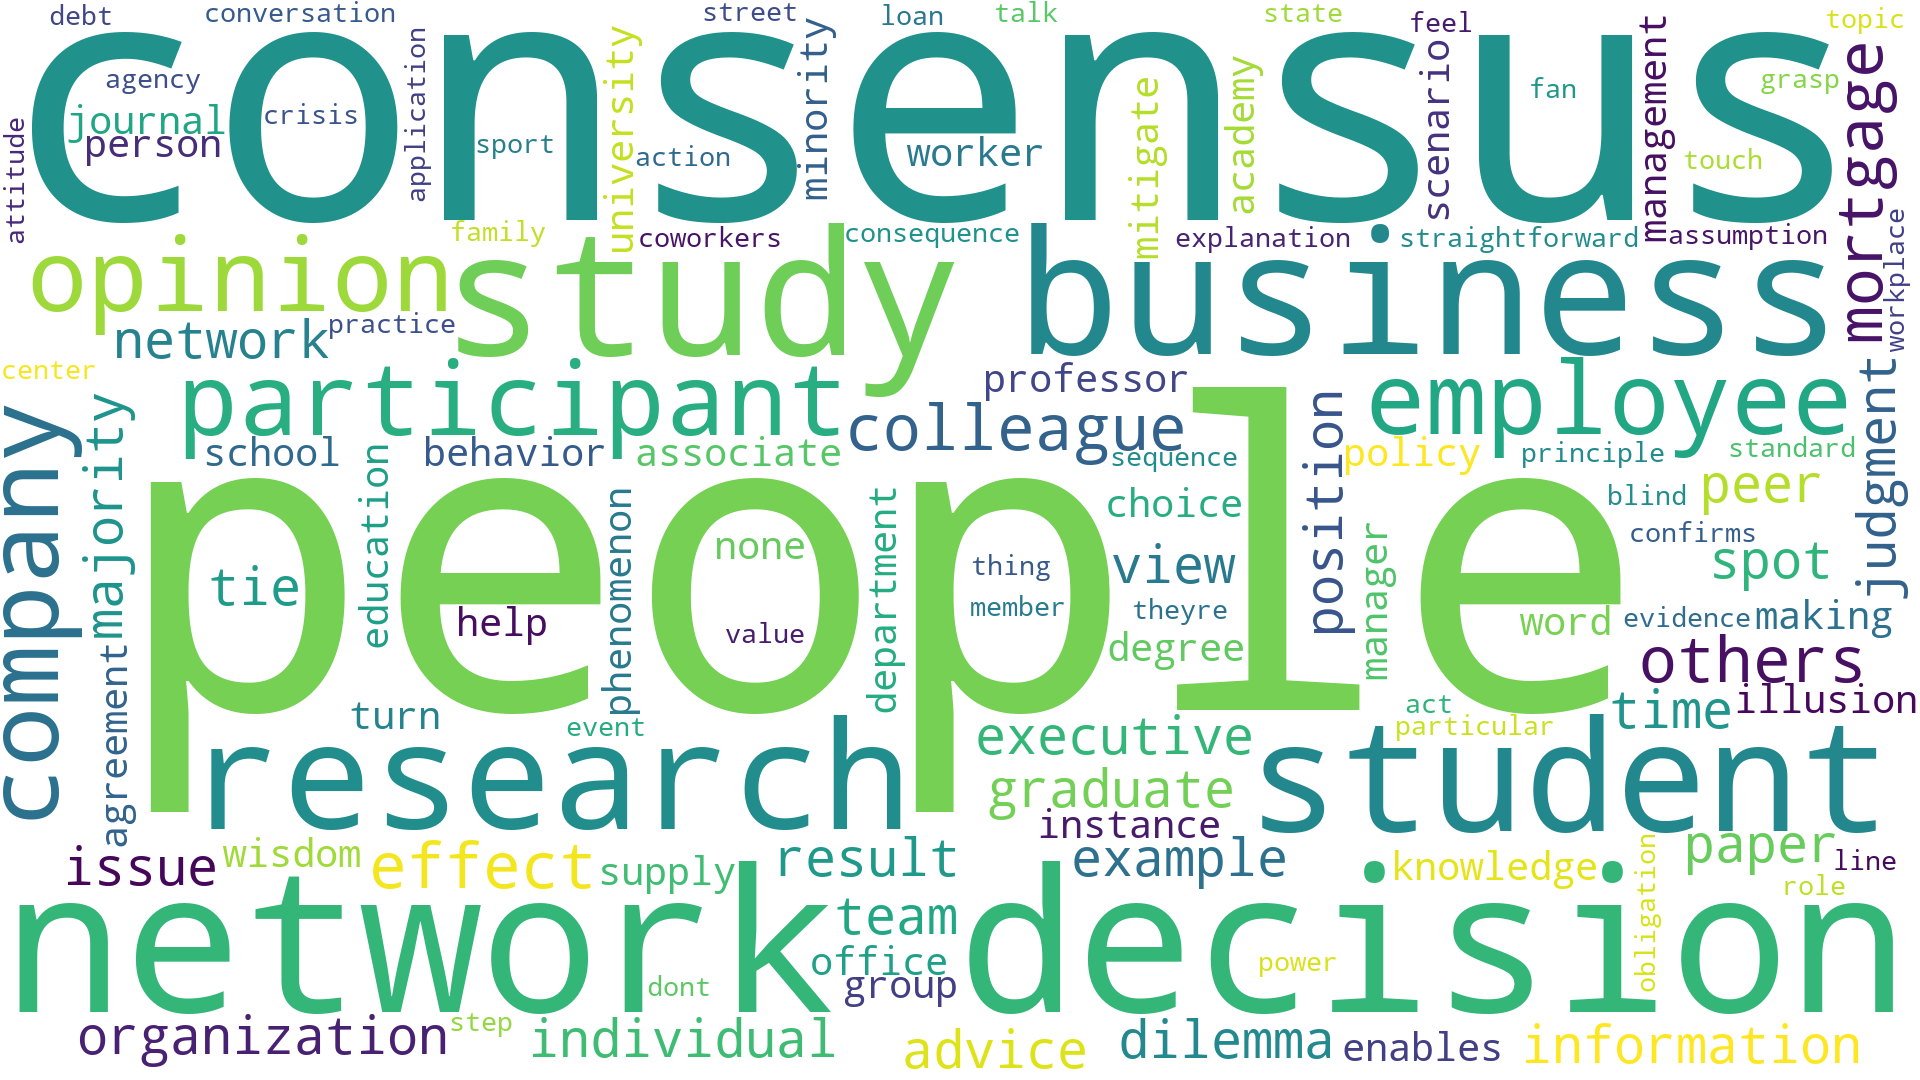 debt
conversation
street
loan
talk
state
feel
topic
consensus
agency
journal
person
crisis
application
sport
university
action
minority
worker
mitigate
academy
scenario
fan
management
touch
grasp
mortgage
attitude
family
coworkers
consequence
explanation
straightforward
assumption
workplace
opinion
study
business
network
practice
center
participant
professor
colleague
employee
company
majority
school
behavior
associate
sequence
position
policy
principle
standard
judgment
people
education
phenomenon
none
department
choice
view
thing
member
theyre
degree
manager
blind
peer
confirms
spot
tie
help
value
word
evidence
making
others
agreement
turn
event
research
executive
graduate
instance
act
particular
time
illusion
student
issue
wisdom
effect
supply
result
example
knowledge
obligation
paper
line
role
network
team
office
group
dont
decision
power
organization
step
individual
advice
dilemma
enables
information